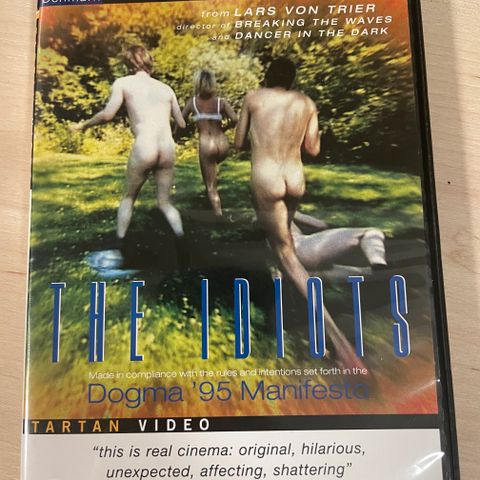 from LARS VON TRIER
director of BREAKING THE WAVES
and DANCER IN THE DARK
THE IDIOTS
Made in compliance with the rules and intentions set forth in the
Dogma '95 Manifesto
TARTAN VIDEO
“this is real cinema: original, hilarious,
unexpected, affecting, shattering”